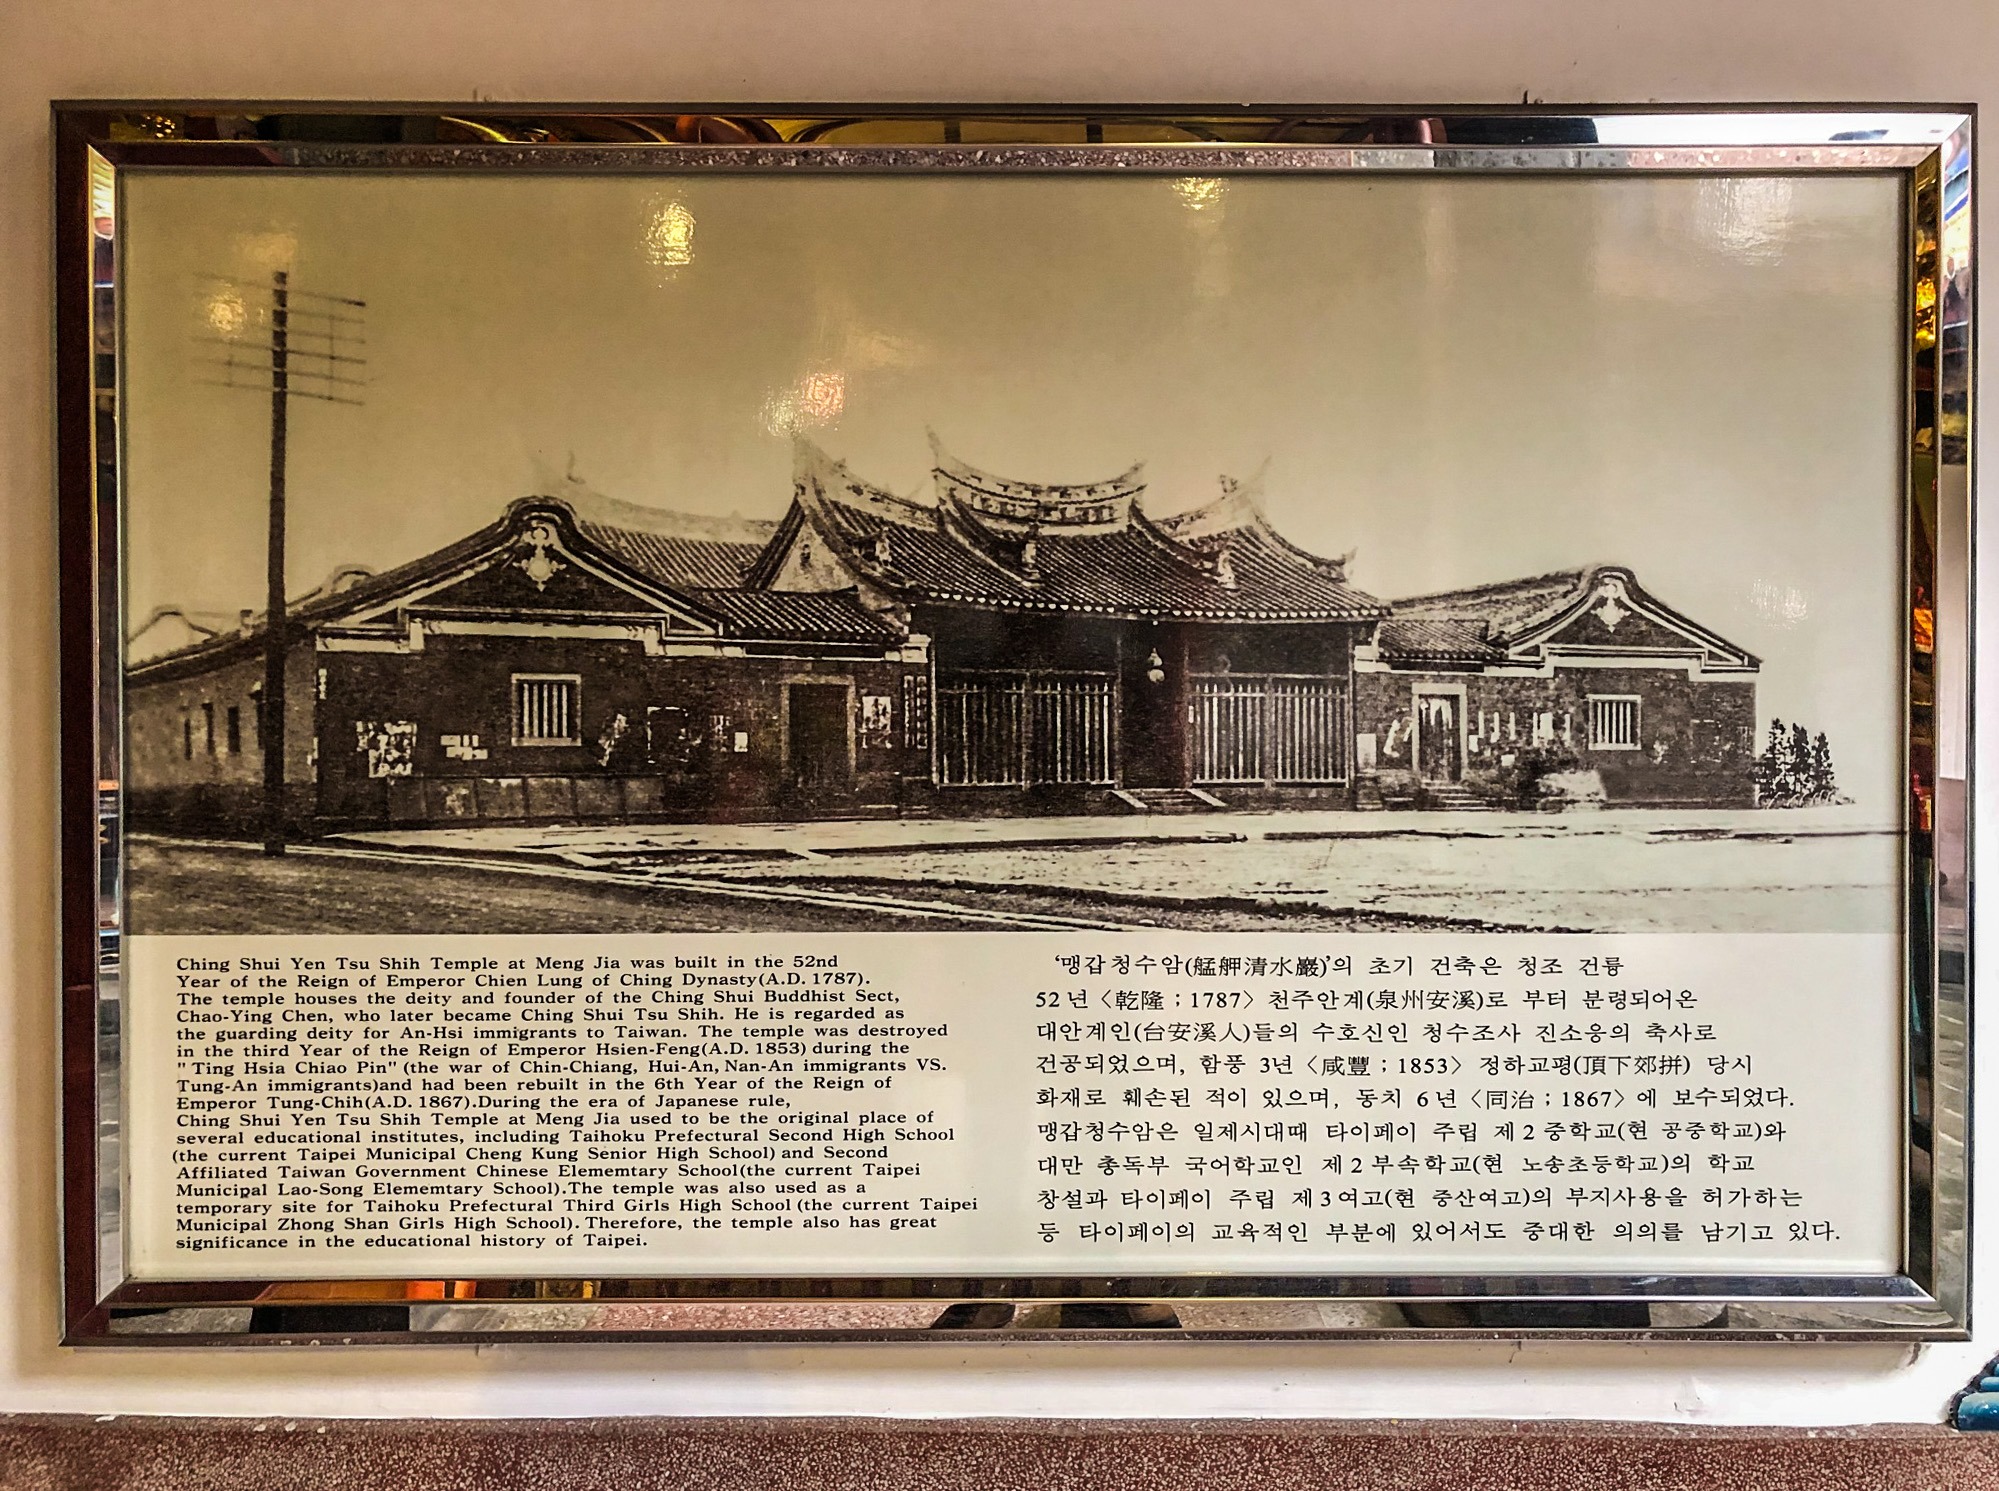 Ching Shui Yen Tsu Shih Temple at Meng Jia was built in the 52nd
Year of the Reign of Emperor Chien Lung of Ching Dynasty(A.D. 1787).
The temple houses the deity and founder of the Ching Shui Buddhist Sect,
Chao-Ying Chen, who later became Ching Shui Tsu Shih. He is regarded as
the guarding deity for An-Hsi immigrants to Taiwan. The temple was destroyed
in the third Year of the Reign of Emperor Hsien-Feng(A.D. 1853) during the
"Ting Hsia Chiao Pin" (the war of Chin-Chiang, Hui-An, Nan-An immigrants VS.
Tung-An immigrants)and had been rebuilt in the 6th Year of the Reign of
Emperor Tung-Chih(A.D. 1867).During the era of Japanese rule,
Ching Shui Yen Tsu Shih Temple at Meng Jia used to be the original place of
several educational institutes, including Taihoku Prefectural Second High School
(the current Taipei Municipal Cheng Kung Senior High School) and Second
Affiliated Taiwan Government Chinese Elememtary School(the current Taipei
Municipal Lao-Song Elememtary School).The temple was also used as a
temporary site for Taihoku Prefectural Third Girls High School (the current Taipei
Municipal Zhong Shan Girls High School). Therefore, the temple also has great
significance in the educational history of Taipei.
'맹갑청수암(艋舺清水巖)'의 초기 건축은 청조 건륭
52년〈乾隆；1787〉천주안계(泉州安溪)로 부터 분령되어온
대안계인(台安溪人)들의 수호신인 청수조사 진소응의 축사로
건공되었으며, 함풍 3년〈咸豐；1853〉정하교평(頂下郊拼) 당시
화재로 훼손된 적이 있으며, 동치 6년〈同治；1867〉에 보수되었다.
맹갑청수암은 일제시대때 타이페이 주립 제2중학교(현 공중학교)와
대만 총독부 국어학교인 제2부속학교(현 노송초등학교)의 학교
창설과 타이페이 주립 제3여고(현 중산여고)의 부지사용을 허가하는
등 타이페이의 교육적인 부분에 있어서도 중대한 의의를 남기고 있다.